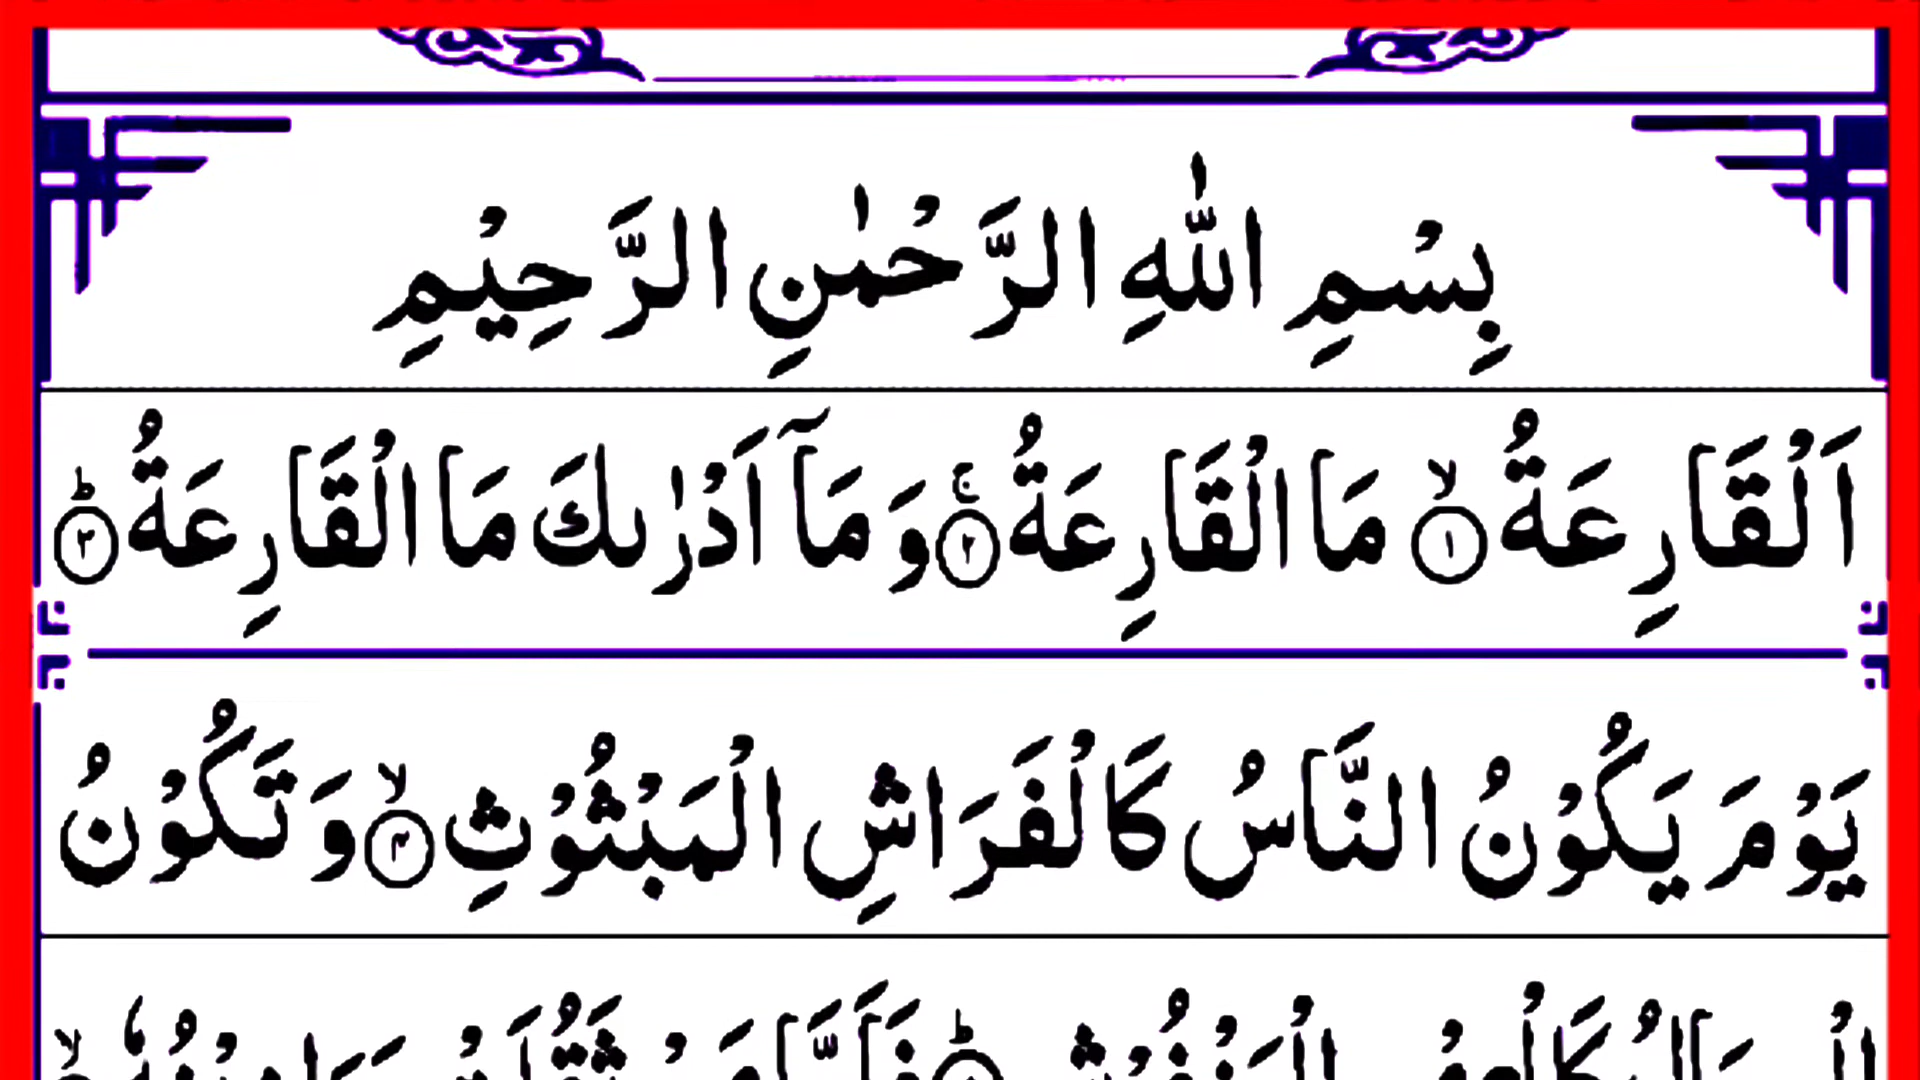 بِسْمِ اللّٰهِ الرَّحْمٰنِ الرَّحِيْمِ
اَلْقَارِعَةُ ۙ﴿۱﴾ مَا الْقَارِعَةُ ۚ﴿۲﴾ وَمَاۤ اَدْرٰىكَ مَا الْقَارِعَةُ ؕ﴿۳﴾
يَوْمَ يَكُوْنُ النَّاسُ كَالْفَرَاشِ الْمَبْثُوْثِ ۙ﴿۴﴾ وَتَكُوْنُ